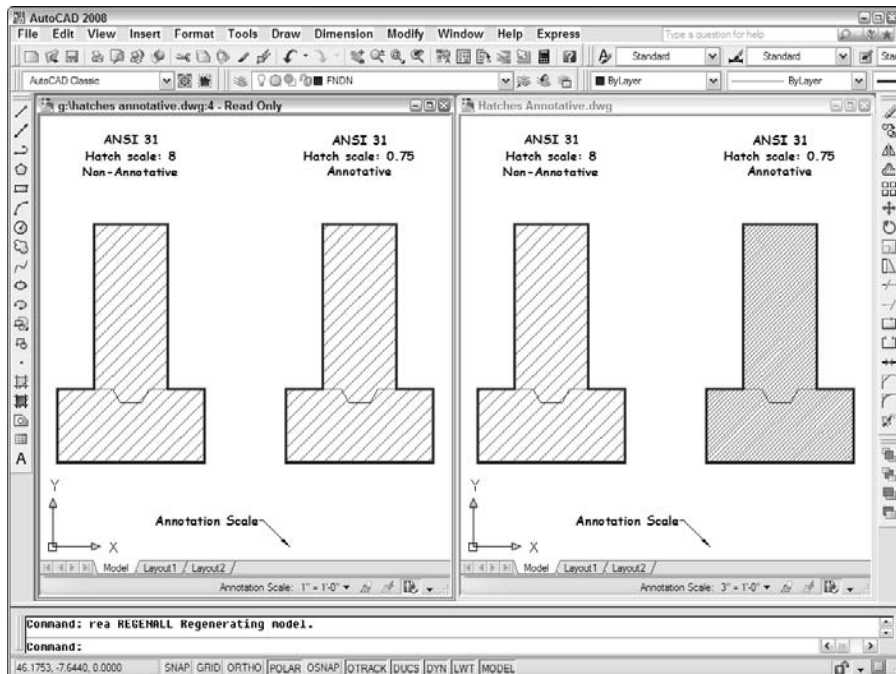 AutoCAD 2008
File Edit View Insert Format Tools Draw Dimension Modify Window Help Express
Type a question for help
Standard Standard Sta
AutoCAD Classic FNDN ByLayer ByLayer
g:\hatches annotative.dwg:4 - Read Only
ANSI 31
Hatch scale: 8
Non-Annotative
ANSI 31
Hatch scale: 0.75
Annotative
Y
X
Annotation Scale
Model Layout1 Layout2
Annotation Scale: 1" = 1'-0"
Hatches Annotative.dwg
ANSI 31
Hatch scale: 8
Non-Annotative
ANSI 31
Hatch scale: 0.75
Annotative
Y
X
Annotation Scale
Model Layout1 Layout2
Annotation Scale: 3" = 1'-0"
A
Command: rea REGENALL Regenerating model.
Command:
46.1753, -7.6440, 0.0000 SNAP GRID ORTHO POLAR OSNAP OTRACK DUCS DYN LWT MODEL